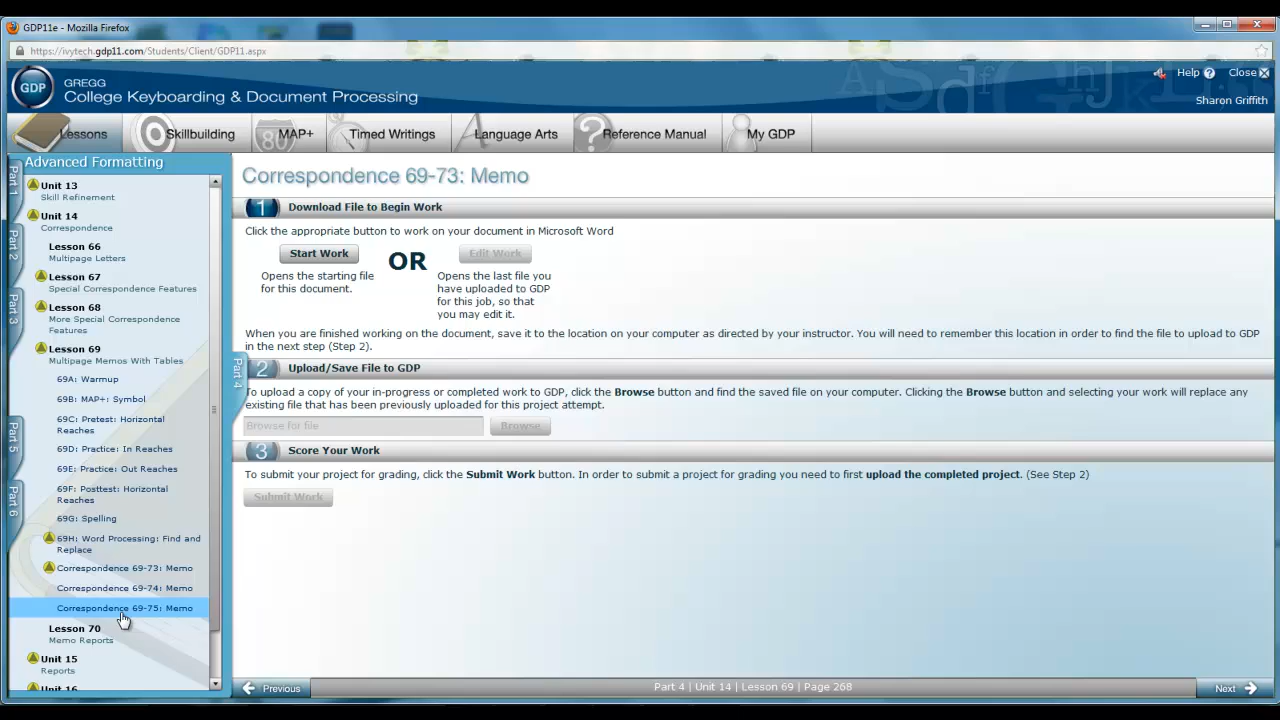 GDP11e - Mozilla Firefox
https://ivytech.gdp11.com/Students/Client/GDP11.aspx
GDP
GREGG
College Keyboarding & Document Processing
Help ? Close
Sharon Griffith
Lessons Skillbuilding MAP+ Timed Writings Language Arts Reference Manual My GDP
Advanced Formatting
Part 1
Part 2
Part 3
Part 4
Part 5
Part 6
Unit 13
Skill Refinement
Unit 14
Correspondence
Lesson 66
Multipage Letters
Lesson 67
Special Correspondence Features
Lesson 68
More Special Correspondence
Features
Lesson 69
Multipage Memos With Tables
69A: Warmup
69B: MAP+: Symbol
69C: Pretest: Horizontal
Reaches
69D: Practice: In Reaches
69E: Practice: Out Reaches
69F: Posttest: Horizontal
Reaches
69G: Spelling
69H: Word Processing: Find and
Replace
Correspondence 69-73: Memo
Correspondence 69-74: Memo
Correspondence 69-75: Memo
Lesson 70
Memo Reports
Unit 15
Reports
Unit 16
Correspondence 69-73: Memo
1 Download File to Begin Work
Click the appropriate button to work on your document in Microsoft Word
Start Work OR Edit Work
Opens the starting file
for this document.
Opens the last file you
have uploaded to GDP
for this job, so that
you may edit it.
When you are finished working on the document, save it to the location on your computer as directed by your instructor. You will need to remember this location in order to find the file to upload to GDP
in the next step (Step 2).
2 Upload/Save File to GDP
To upload a copy of your in-progress or completed work to GDP, click the Browse button and find the saved file on your computer. Clicking the Browse button and selecting your work will replace any
existing file that has been previously uploaded for this project attempt.
Browse for file Browse
3 Score Your Work
To submit your project for grading, click the Submit Work button. In order to submit a project for grading you need to first upload the completed project. (See Step 2)
Submit Work
Previous Part 4 | Unit 14 | Lesson 69 | Page 268 Next